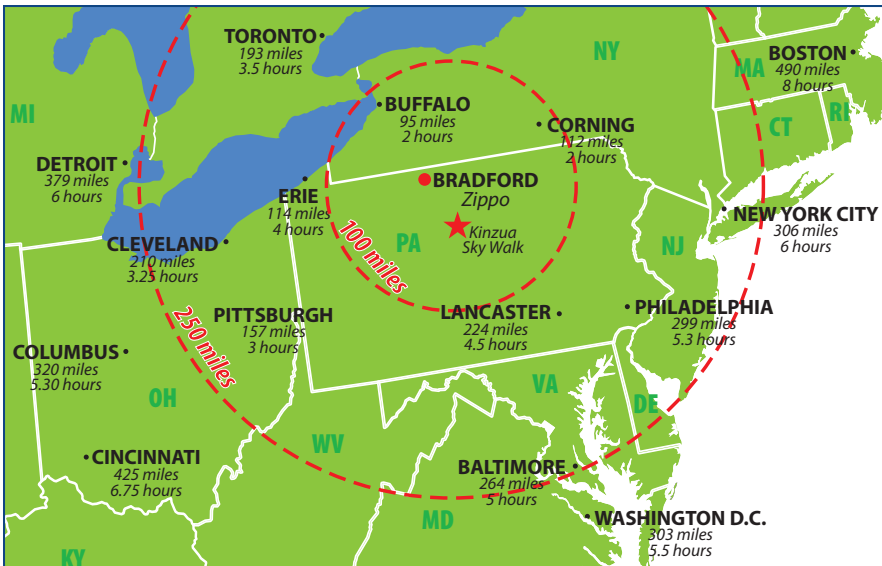 TORONTO
193 miles
3.5 hours
NY
BOSTON
490 miles
8 hours
MA
MI
BUFFALO
95 miles
2 hours
CORNING
112 miles
2 hours
CT
RI
DETROIT
379 miles
6 hours
ERIE
114 miles
4 hours
BRADFORD
Zippo
Kinzua
Sky Walk
PA
100 miles
NEW YORK CITY
306 miles
6 hours
NJ
CLEVELAND
210 miles
3.25 hours
PITTSBURGH
157 miles
3 hours
250 miles
LANCASTER
224 miles
4.5 hours
PHILADELPHIA
299 miles
5.3 hours
COLUMBUS
320 miles
5.30 hours
OH
VA
DE
WV
CINCINNATI
425 miles
6.75 hours
BALTIMORE
264 miles
5 hours
MD
WASHINGTON D.C.
303 miles
5.5 hours
KY